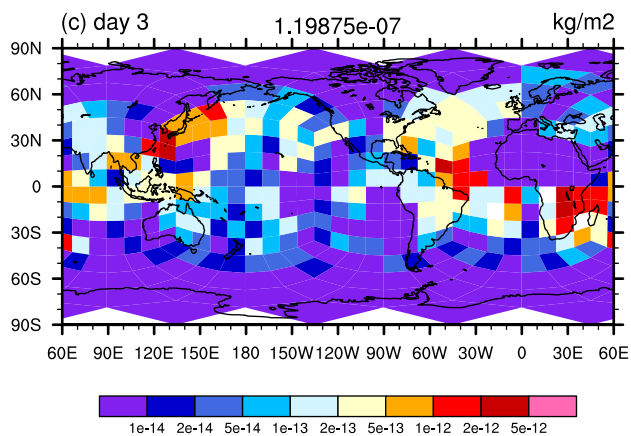 (c) day 3 1.19875e-07 kg/m2
90N
60N
30N
0
30S
60S
90S
60E 90E 120E 150E 180 150W 120W 90W 60W 30W 0 30E 60E
1e-14 2e-14 5e-14 1e-13 2e-13 5e-13 1e-12 2e-12 5e-12